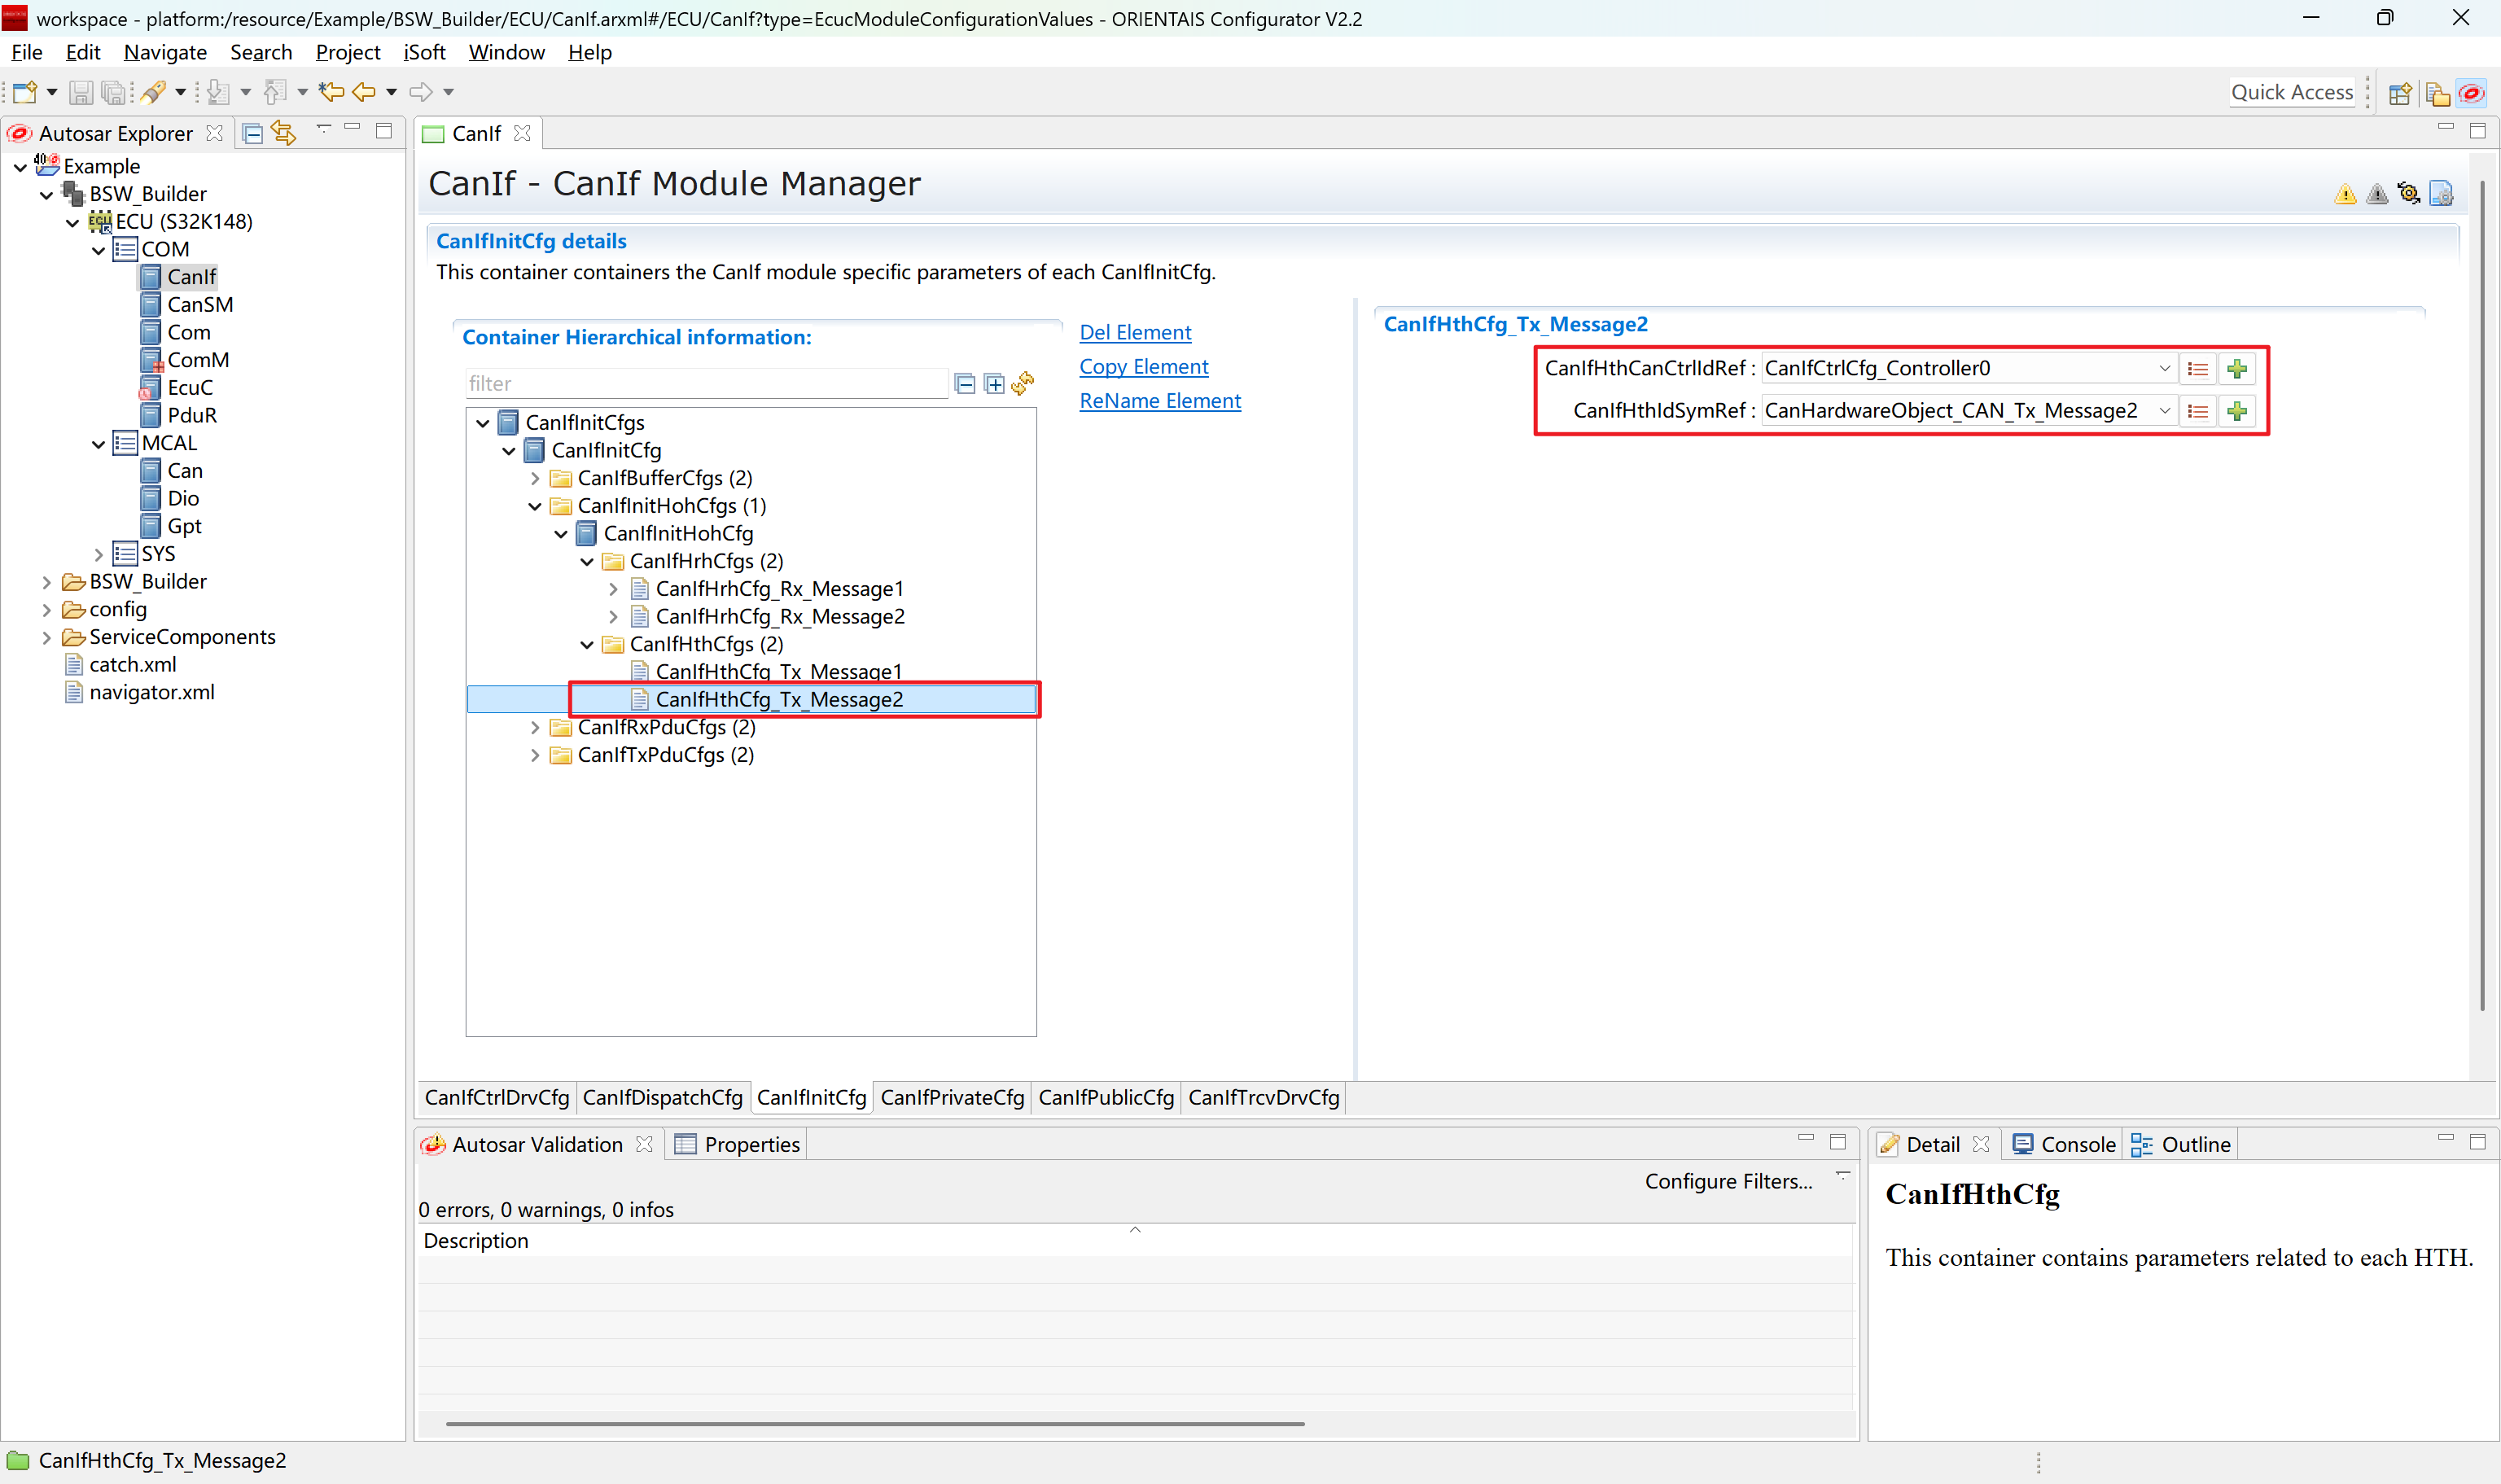 workspace - platform:/resource/Example/BSW_Builder/ECU/CanIf.arxml#/ECU/CanIf?type=EcucModuleConfigurationValues - ORIENTAIS Configurator V2.2
File Edit Navigate Search Project iSoft Window Help
Quick Access
Autosar Explorer
Example
BSW_Builder
ECU (S32K148)
COM
CanIf
CanSM
Com
ComM
EcuC
PduR
MCAL
Can
Dio
Gpt
SYS
BSW_Builder
config
ServiceComponents
catch.xml
navigator.xml
CanIf
CanIf - CanIf Module Manager
CanIfInitCfg details
This container containers the CanIf module specific parameters of each CanIfInitCfg.
Container Hierarchical information:
filter
Del Element
Copy Element
ReName Element
CanIfInitCfgs
CanIfInitCfg
CanIfBufferCfgs (2)
CanIfInitHohCfgs (1)
CanIfInitHohCfg
CanIfHrhCfgs (2)
CanIfHrhCfg_Rx_Message1
CanIfHrhCfg_Rx_Message2
CanIfHthCfgs (2)
CanIfHthCfg_Tx_Message1
CanIfHthCfg_Tx_Message2
CanIfRxPduCfgs (2)
CanIfTxPduCfgs (2)
CanIfHthCfg_Tx_Message2
CanIfHthCanCtrlIdRef : CanIfCtrlCfg_Controller0
CanIfHthIdSymRef : CanHardwareObject_CAN_Tx_Message2
CanIfCtrlDrvCfg CanIfDispatchCfg CanIfInitCfg CanIfPrivateCfg CanIfPublicCfg CanIfTrcvDrvCfg
Autosar Validation Properties
Configure Filters...
0 errors, 0 warnings, 0 infos
Description
Detail Console Outline
CanIfHthCfg
This container contains parameters related to each HTH.
CanIfHthCfg_Tx_Message2